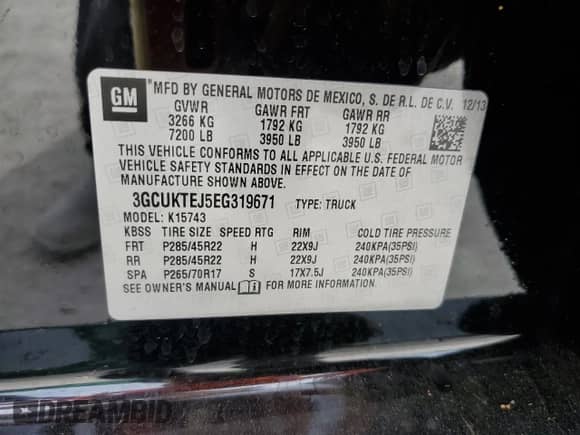 GM
MFD BY GENERAL MOTORS DE MEXICO, S. DE R.L. DE C.V. 12/13
GVWR GAWR FRT GAWR RR
3266 KG 1792 KG 1792 KG
7200 LB 3950 LB 3950 LB
THIS VEHICLE CONFORMS TO ALL APPLICABLE U.S. FEDERAL MOTOR
VEHICLE SAFETY STANDARDS IN EFFECT ON THE DATE OF
MANUFACTURE SHOWN ABOVE.
3GCUKTEJ5EG319671 TYPE: TRUCK
MODEL: K15743
KBSS TIRE SIZE SPEED RTG RIM COLD TIRE PRESSURE
FRT P285/45R22 H 22X9J 240KPA(35PSI)
RR P285/45R22 H 22X9J 240KPA(35PSI)
SPA P265/70R17 S 17X7.5J 240KPA(35PSI)
SEE OWNER'S MANUAL FOR MORE INFORMATION.
DREAMBID